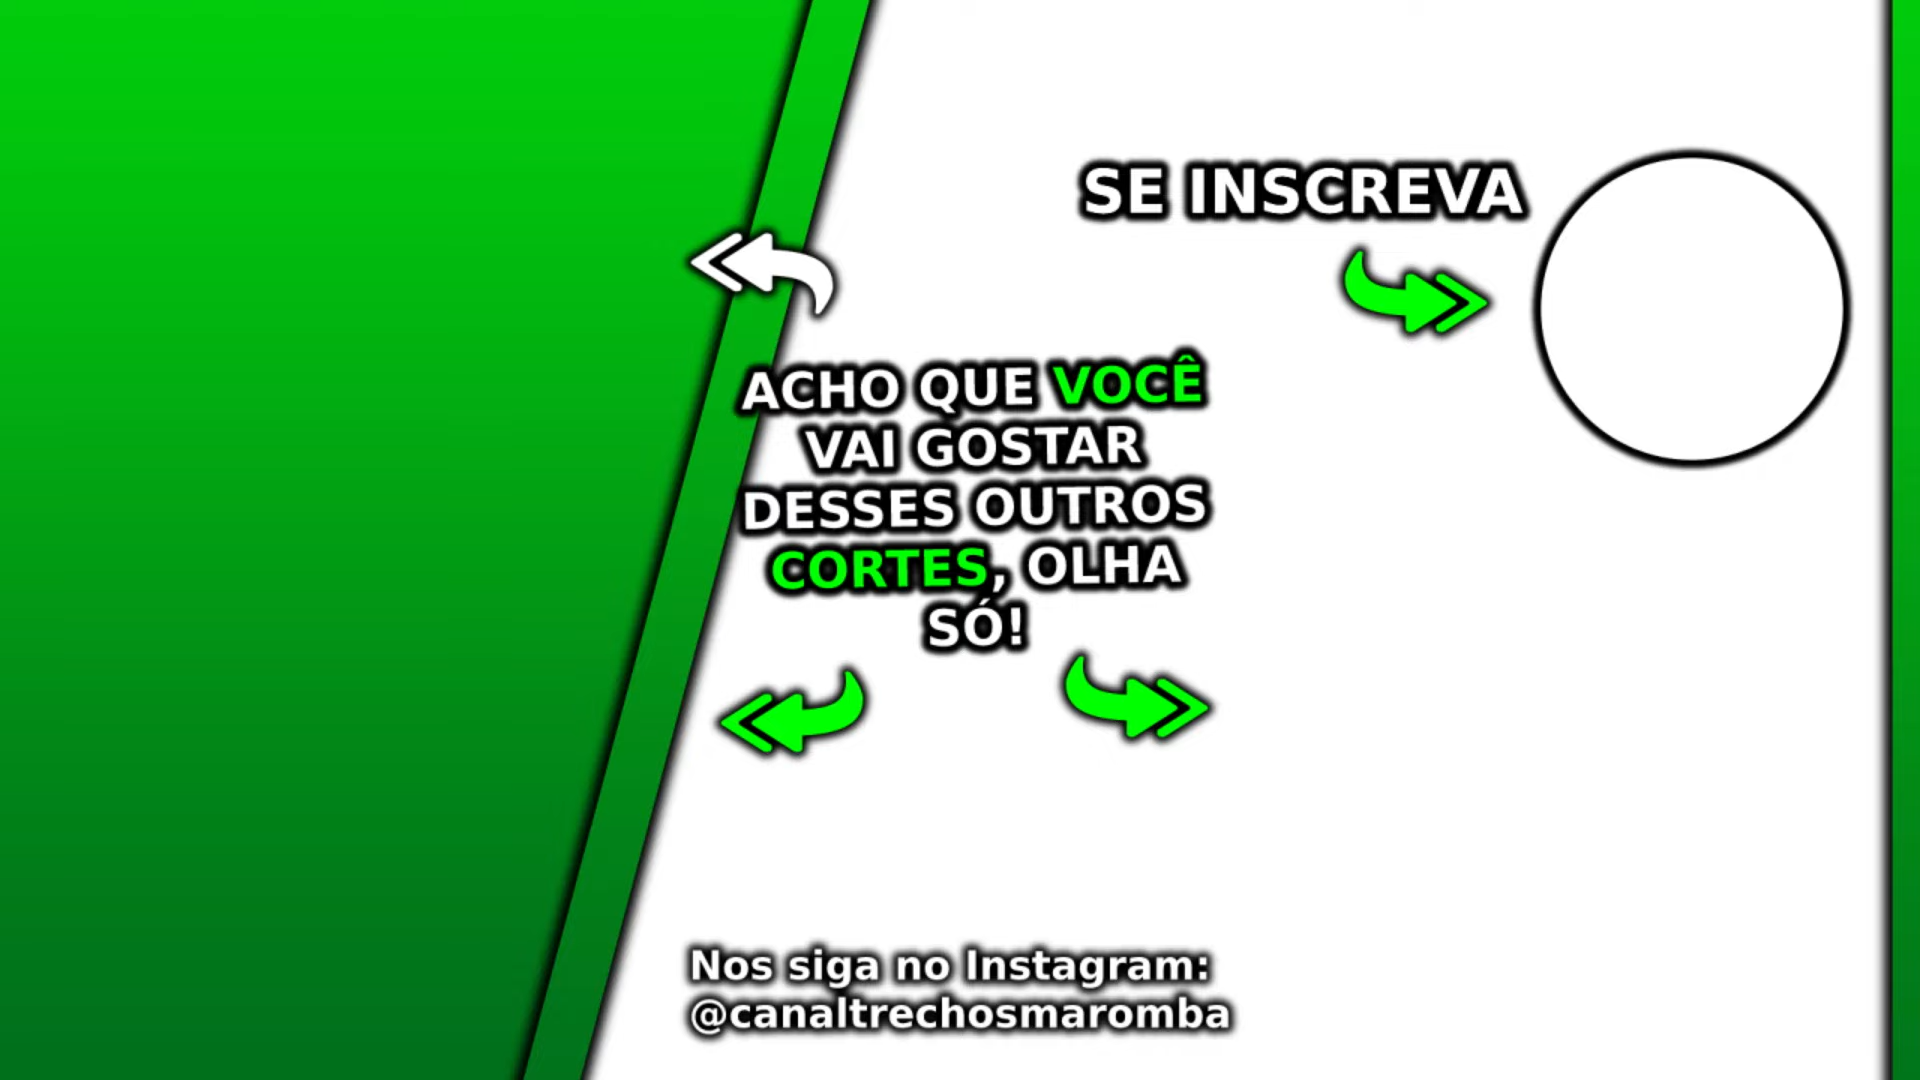 SE INSCREVA
ACHO QUE VOCÊ
VAI GOSTAR
DESSES OUTROS
CORTES, OLHA
SÓ!
Nos siga no Instagram:
@canaltrechosmaromba